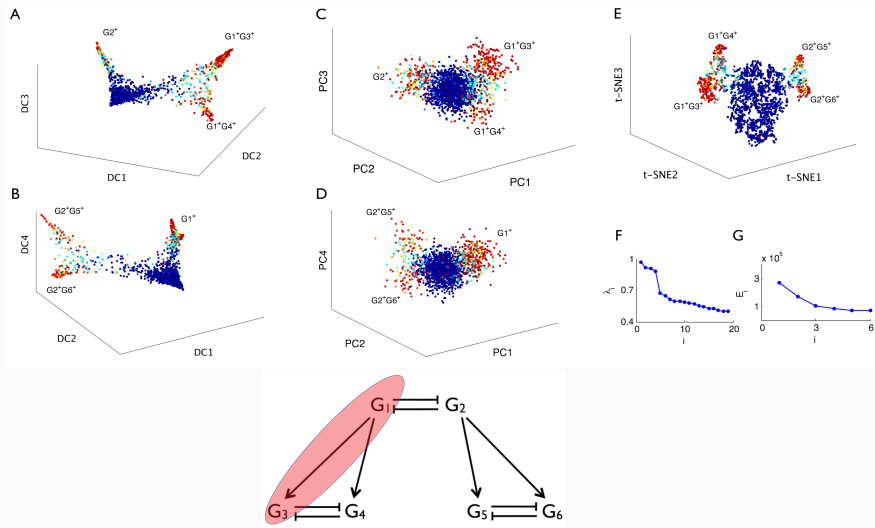 A
G2⁺
G1⁺G3⁺
G1⁺G4⁺
DC3
DC1
DC2
B
G2⁺G5⁺
G1⁺
G2⁺G6⁺
DC4
DC2
DC1
C
G1⁺G3⁺
G2⁺
G1⁺G4⁺
PC3
PC2
PC1
D
G2⁺G5⁺
G1⁺
G2⁺G6⁺
PC4
PC2
PC1
E
G1⁺G4⁺
G2⁺G5⁺
G1⁺G3⁺
G2⁺G6⁺
t-SNE3
t-SNE2
t-SNE1
F
1
0.7
0.4
λᵢ
0 10 20
i
G
x 10⁵
3
1
Eᵢ
0 3 6
i
G₁ G₂
G₃ G₄ G₅ G₆